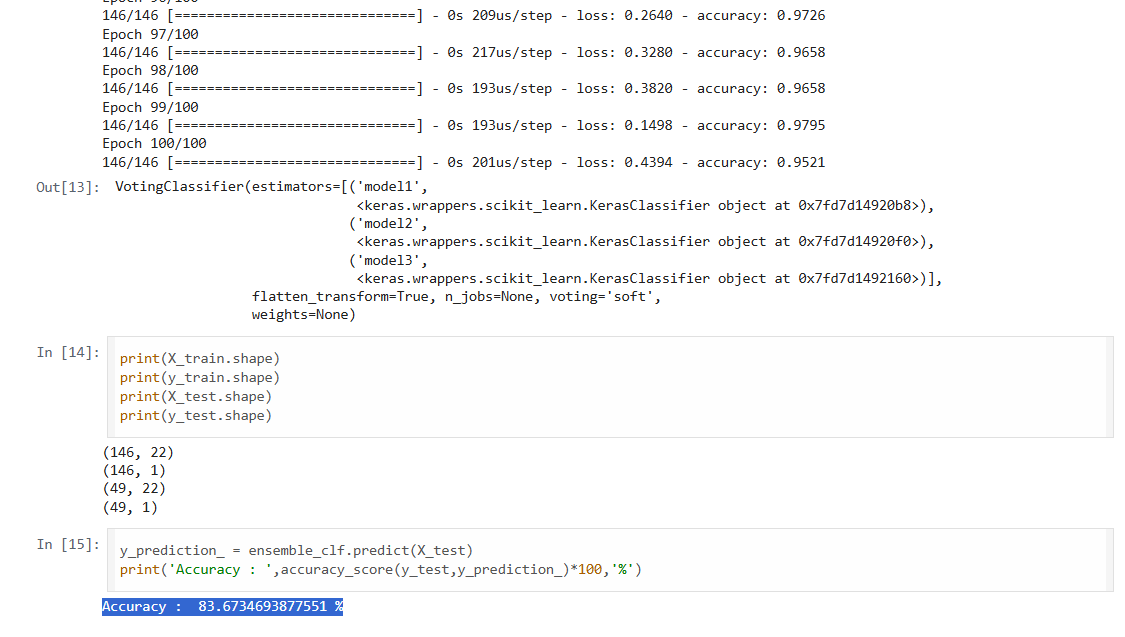 Epoch 96/100
146/146 [==============================] - 0s 209us/step - loss: 0.2640 - accuracy: 0.9726
Epoch 97/100
146/146 [==============================] - 0s 217us/step - loss: 0.3280 - accuracy: 0.9658
Epoch 98/100
146/146 [==============================] - 0s 193us/step - loss: 0.3820 - accuracy: 0.9658
Epoch 99/100
146/146 [==============================] - 0s 193us/step - loss: 0.1498 - accuracy: 0.9795
Epoch 100/100
146/146 [==============================] - 0s 201us/step - loss: 0.4394 - accuracy: 0.9521
Out[13]: VotingClassifier(estimators=[('model1',
<keras.wrappers.scikit_learn.KerasClassifier object at 0x7fd7d14920b8>),
('model2',
<keras.wrappers.scikit_learn.KerasClassifier object at 0x7fd7d14920f0>),
('model3',
<keras.wrappers.scikit_learn.KerasClassifier object at 0x7fd7d1492160>)],
flatten_transform=True, n_jobs=None, voting='soft',
weights=None)
In [14]:
print(X_train.shape)
print(y_train.shape)
print(X_test.shape)
print(y_test.shape)
(146, 22)
(146, 1)
(49, 22)
(49, 1)
In [15]:
y_prediction_ = ensemble_clf.predict(X_test)
print('Accuracy : ',accuracy_score(y_test,y_prediction_)*100,'%')
Accuracy :  83.6734693877551 %